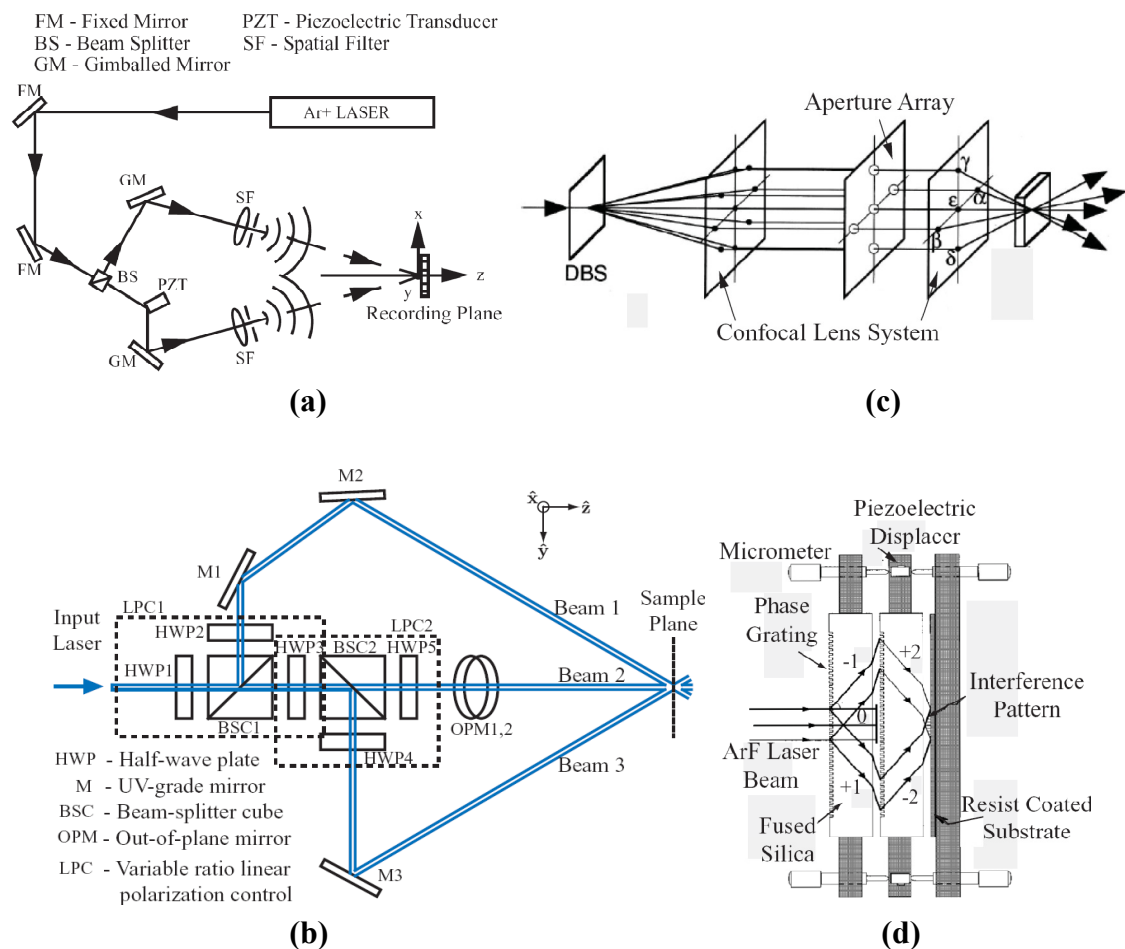 FM - Fixed Mirror PZT - Piezoelectric Transducer
BS - Beam Splitter SF - Spatial Filter
GM - Gimballed Mirror
FM
Ar+ LASER
GM
SF
FM
BS
PZT
x
z
y
Recording Plane
GM
SF
(a)
Aperture Array
γ
α
ε
β
δ
DBS
Confocal Lens System
(c)
M2
x̂
ẑ
ŷ
M1
Beam 1
Sample
Plane
LPC1
Input
Laser
HWP2
LPC2
HWP1
HWP3
BSC2
HWP5
Beam 2
BSC1
OPM1,2
HWP4
Beam 3
HWP - Half-wave plate
M - UV-grade mirror
BSC - Beam-splitter cube
OPM - Out-of-plane mirror
LPC - Variable ratio linear
polarization control
M3
(b)
Piezoelectric
Displacer
Micrometer
Phase
Grating
-1
+2
0
Interference
Pattern
ArF Laser
Beam
+1
-2
Fused
Silica
Resist Coated
Substrate
(d)